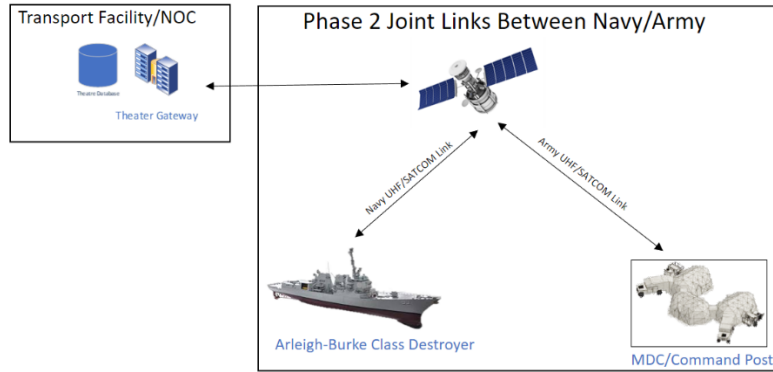 Transport Facility/NOC
Phase 2 Joint Links Between Navy/Army
Theatre Database
Theater Gateway
Navy UHF/SATCOM Link
Army UHF/SATCOM Link
Arleigh-Burke Class Destroyer
MDC/Command Post